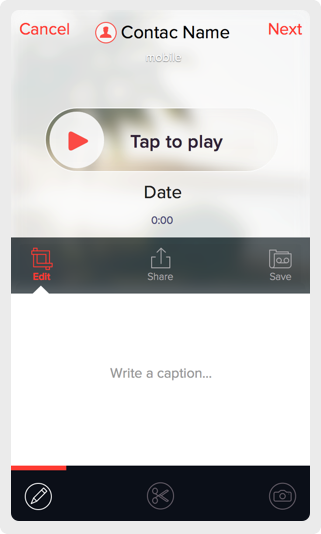 Cancel Contac Name Next
mobile
Tap to play
Date
0:00
Edit Share Save
Write a caption...